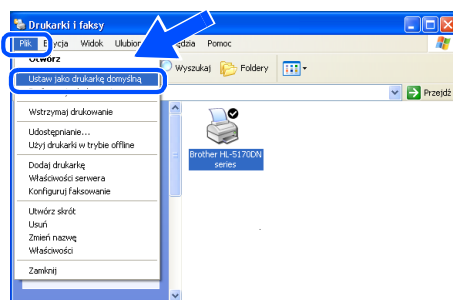 Drukarki i faksy
Plik Edycja Widok Ulubione Pomoc
Otwórz
Wyszukaj Foldery
Ustaw jako drukarkę domyślną
Przejdź
Wstrzymaj drukowanie
Udostępnianie...
Użyj drukarki w trybie offline
Dodaj drukarkę
Właściwości serwera
Konfiguruj faksowanie
Utwórz skrót
Usuń
Zmień nazwę
Właściwości
Zamknij
Brother HL-5170DN
series